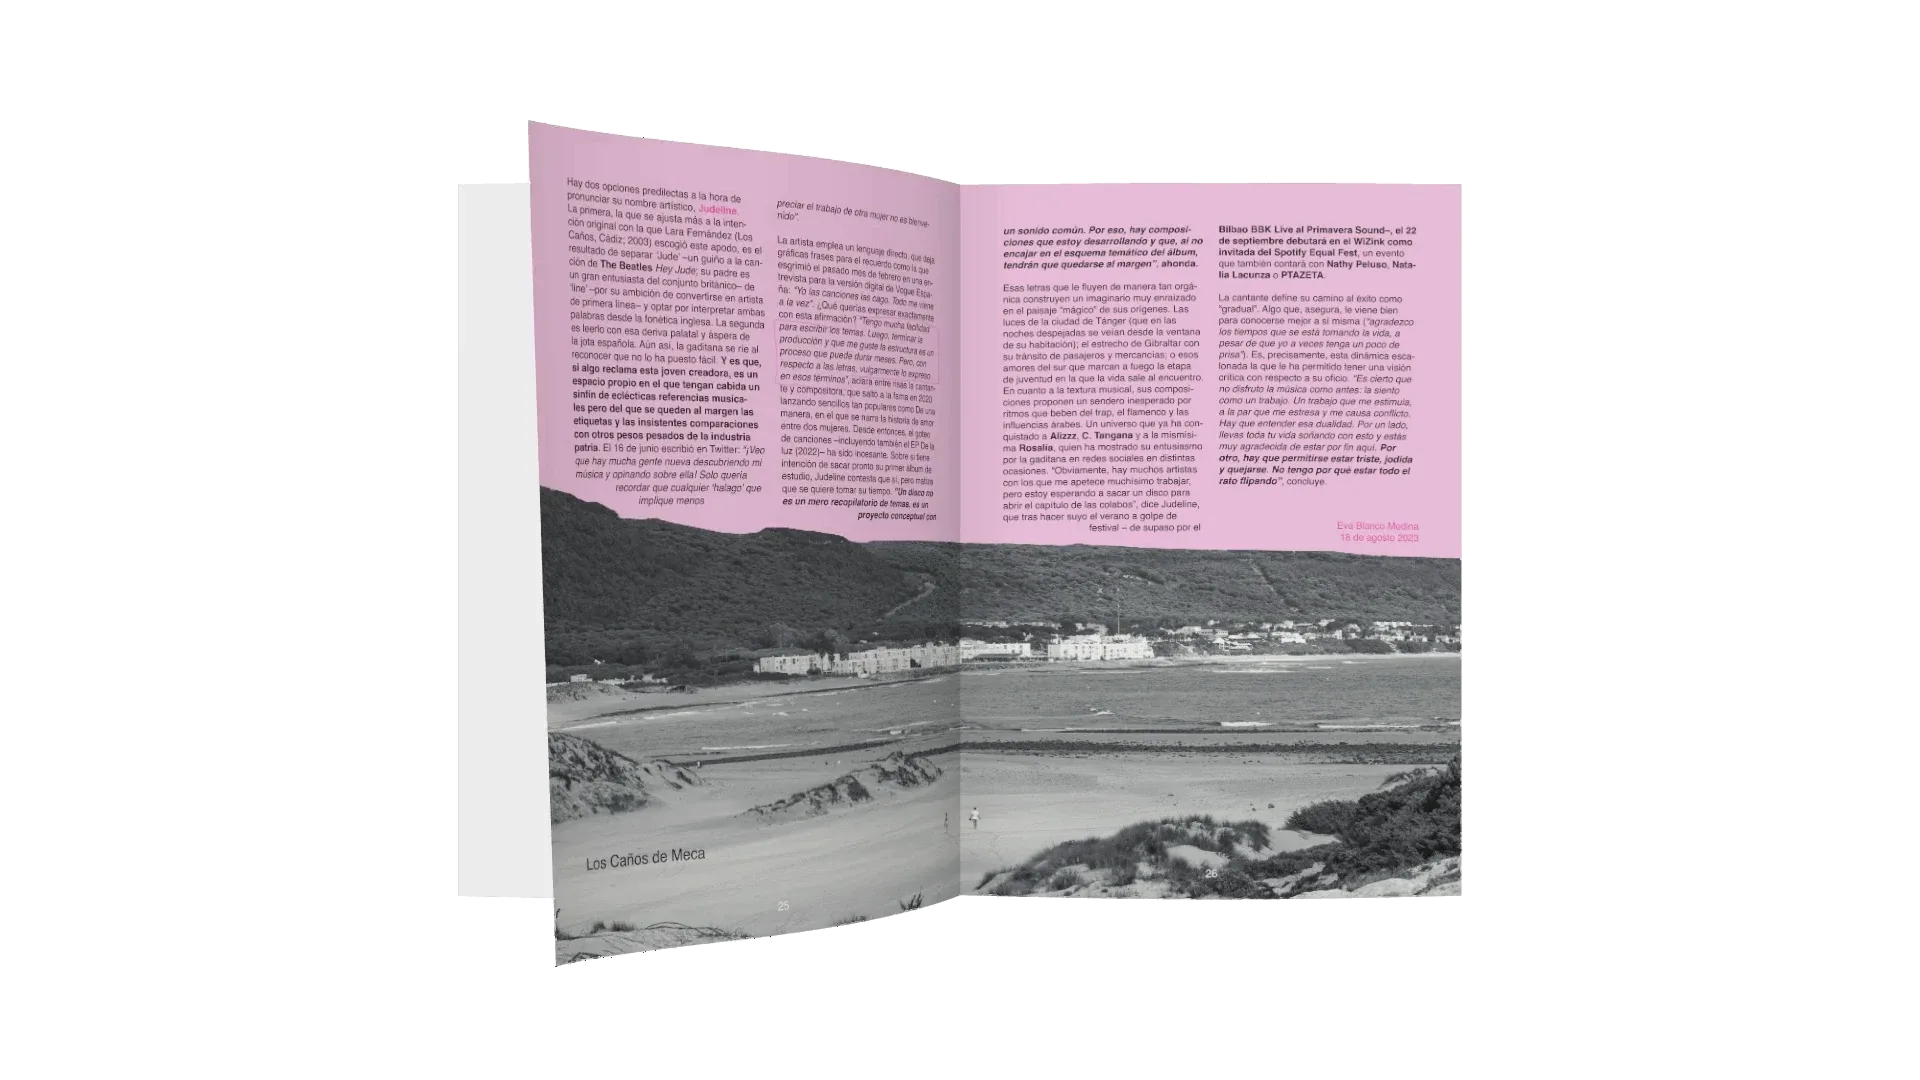 Hay dos opciones predilectas a la hora de
pronunciar su nombre artístico, Judeline.
La primera, la que se ajusta más a la inten-
ción original con la que Lara Fernández (Los
Caños, Cádiz; 2003) escogió este apodo, es el
resultado de separar ‘Jude’ –un guiño a la can-
ción de The Beatles Hey Jude; su padre es
un gran entusiasta del conjunto británico– de
‘line’ –por su ambición de convertirse en artista
de primera línea– y optar por interpretar ambas
palabras desde la fonética inglesa. La segunda
es leerlo con esa deriva palatal y áspera de
la jota española. Aún así, la gaditana se ríe al
reconocer que no lo ha puesto fácil. Y es que,
si algo reclama esta joven creadora, es un
espacio propio en el que tengan cabida un
sinfín de eclécticas referencias musica-
les pero del que se queden al margen las
etiquetas y las insistentes comparaciones
con otros pesos pesados de la industria
patria. El 16 de junio escribió en Twitter: “¡Veo
que hay mucha gente nueva descubriendo mi
música y opinando sobre ella! Solo quería
recordar que cualquier ‘halago’ que
implique menos
preciar el trabajo de otra mujer no es bienve-
nido”.
La artista emplea un lenguaje directo, que deja
gráficas frases para el recuerdo como la que
esgrimió el pasado mes de febrero en una en-
trevista para la versión digital de Vogue Espa-
ña: “Yo las canciones las cago. Todo me viene
a la vez”. ¿Qué querías expresar exactamente
con esta afirmación? “Tengo mucha facilidad
para escribir los temas. Luego, terminar la
producción y que me guste la estructura es un
proceso que puede durar meses. Pero, con
respecto a las letras, vulgarmente lo expreso
en esos términos”, aclara entre risas la cantan-
te y compositora, que saltó a la fama en 2020
lanzando sencillos tan populares como De una
manera, en el que se narra la historia de amor
entre dos mujeres. Desde entonces, el goteo
de canciones –incluyendo también el EP De la
luz (2022)– ha sido incesante. Sobre si tiene
intención de sacar pronto su primer álbum de
estudio, Judeline contesta que sí, pero matiza
que se quiere tomar su tiempo. “Un disco no
es un mero recopilatorio de temas, es un
proyecto conceptual con
un sonido común. Por eso, hay composi-
ciones que estoy desarrollando y que, al no
encajar en el esquema temático del álbum,
tendrán que quedarse al margen”, ahonda.
Esas letras que le fluyen de manera tan orgá-
nica construyen un imaginario muy enraizado
en el paisaje “mágico” de sus orígenes. Las
luces de la ciudad de Tánger (que en las
noches despejadas se veían desde la ventana
de su habitación); el estrecho de Gibraltar con
su tránsito de pasajeros y mercancías; o esos
amores del sur que marcan a fuego la etapa
de juventud en la que la vida sale al encuentro.
En cuanto a la textura musical, sus composi-
ciones proponen un sendero inesperado por
ritmos que beben del trap, el flamenco y las
influencias árabes. Un universo que ya ha con-
quistado a Alizzz, C. Tangana y a la mismísi-
ma Rosalía, quien ha mostrado su entusiasmo
por la gaditana en redes sociales en distintas
ocasiones. “Obviamente, hay muchos artistas
con los que me apetece muchísimo trabajar,
pero estoy esperando a sacar un disco para
abrir el capítulo de las colabos”, dice Judeline,
que tras hacer suyo el verano a golpe de
festival – de supaso por el
Bilbao BBK Live al Primavera Sound–, el 22
de septiembre debutará en el WiZink como
invitada del Spotify Equal Fest, un evento
que también contará con Nathy Peluso, Nata-
lia Lacunza o PTAZETA.
La cantante define su camino al éxito como
“gradual”. Algo que, asegura, le viene bien
para conocerse mejor a sí misma (“agradezco
los tiempos que se está tomando la vida, a
pesar de que yo a veces tenga un poco de
prisa”). Es, precisamente, esta dinámica esca-
lonada la que le ha permitido tener una visión
crítica con respecto a su oficio. “Es cierto que
no disfruto la música como antes: la siento
como un trabajo. Un trabajo que me estimula,
a la par que me estresa y me causa conflicto.
Hay que entender esa dualidad. Por un lado,
llevas toda tu vida soñando con esto y estás
muy agradecida de estar por fin aquí. Por
otro, hay que permitirse estar triste, jodida
y quejarse. No tengo por qué estar todo el
rato flipando”, concluye.
Eva Blanco Medina
18 de agosto 2023
Los Caños de Meca
25
26